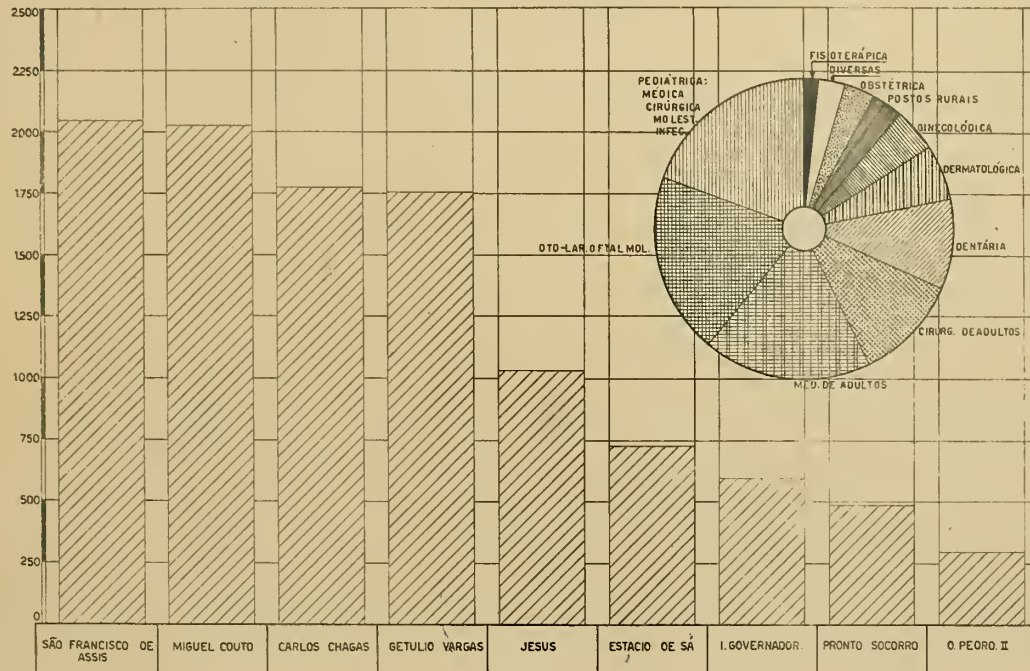 2500
2250
2000
1750
1500
1250
1000
750
500
250
0
FISOTERÁPICA
DIVERSAS
OBSTÉTRICA
POSTOS RURAIS
GINECOLÓGICA
DERMATOLÓGICA
DENTÁRIA
CIRURG. DE ADULTOS
MED. DE ADULTOS
OTO-LAR. OFTALMOL.
PEDIÁTRICA:
MÉDICA
CIRÚRGICA
MOLEST.
INFEC.
SÃO FRANCISCO DE
ASSIS
MIGUEL COUTO
CARLOS CHAGAS
GETULIO VARGAS
JESUS
ESTACIO DE SÁ
I. GOVERNADOR.
PRONTO SOCORRO
O. PEDRO. II